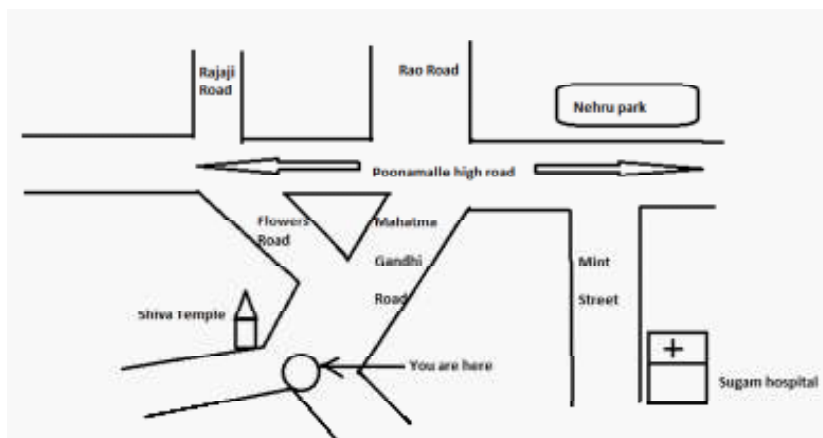 Rajaji
Road
Rao Road
Nehru park
Poonamalle high road
Flowers
Road
Mahatma
Gandhi
Road
Mint
Street
Shiva Temple
You are here
Sugam hospital